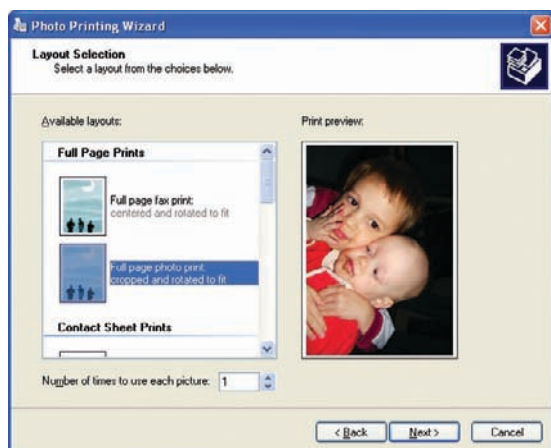 Photo Printing Wizard
Layout Selection
Select a layout from the choices below.
Available layouts:
Print preview:
Full Page Prints
Full page fax print:
centered and rotated to fit
Full page photo print:
cropped and rotated to fit
Contact Sheet Prints
Number of times to use each picture: 1
< Back
Next >
Cancel